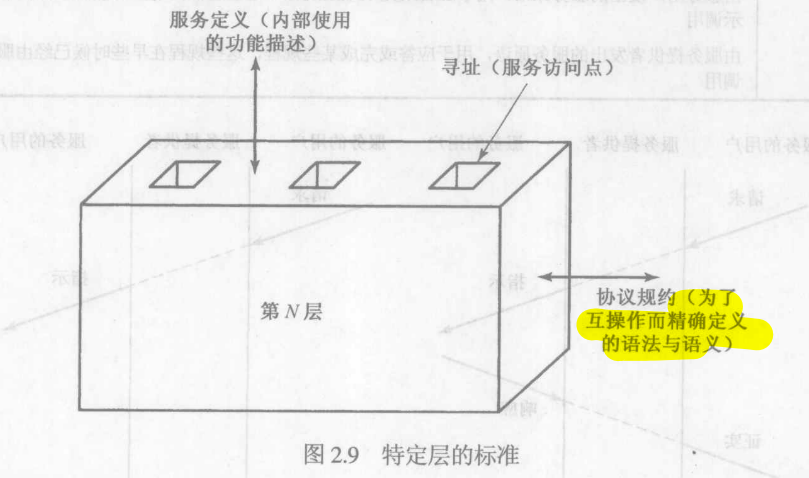 服务定义（内部使用
的功能描述）
寻址（服务访问点）
第 N 层
协议规约（为了
互操作而精确定义
的语法与语义）
图 2.9 特定层的标准